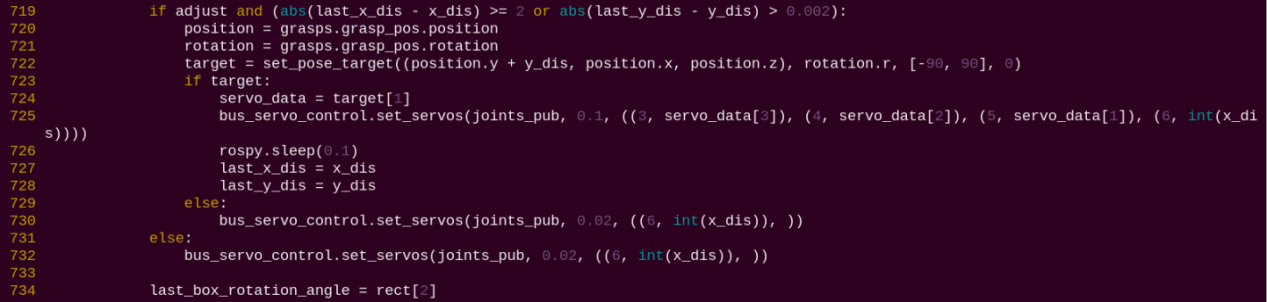 719             if adjust and (abs(last_x_dis - x_dis) >= 2 or abs(last_y_dis - y_dis) > 0.002):
720                 position = grasps.grasp_pos.position
721                 rotation = grasps.grasp_pos.rotation
722                 target = set_pose_target((position.y + y_dis, position.x, position.z), rotation.r, [-90, 90], 0)
723                 if target:
724                     servo_data = target[1]
725                     bus_servo_control.set_servos(joints_pub, 0.1, ((3, servo_data[3]), (4, servo_data[2]), (5, servo_data[1]), (6, int(x_di
s))))
726                     rospy.sleep(0.1)
727                     last_x_dis = x_dis
728                     last_y_dis = y_dis
729                 else:
730                     bus_servo_control.set_servos(joints_pub, 0.02, ((6, int(x_dis)), ))
731             else:
732                 bus_servo_control.set_servos(joints_pub, 0.02, ((6, int(x_dis)), ))
733
734             last_box_rotation_angle = rect[2]